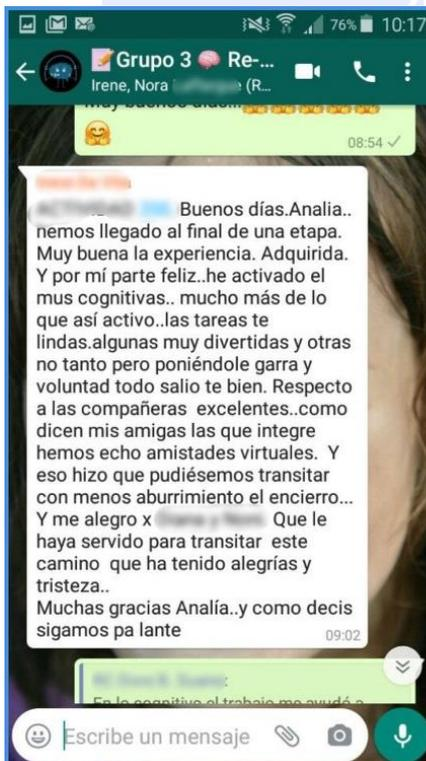 76% 10:17
Grupo 3 Re-...
Irene, Nora (R...
Muy buenos días...
08:54
Buenos días.Analia..
hemos llegado al final de una etapa.
Muy buena la experiencia. Adquirida.
Y por mí parte feliz..he activado el
mus cognitivas.. mucho más de lo
que así activo..las tareas te
lindas.algunas muy divertidas y otras
no tanto pero poniéndole garra y
voluntad todo salio te bien. Respecto
a las compañeras excelentes..como
dicen mis amigas las que integre
hemos echo amistades virtuales. Y
eso hizo que pudiésemos transitar
con menos aburrimiento el encierro...
Y me alegro x Que le
haya servido para transitar este
camino que ha tenido alegrías y
tristeza..
Muchas gracias Analía..y como decis
sigamos pa lante
09:02
En lo cognitivo el trabajo me ayudó a
Escribe un mensaje